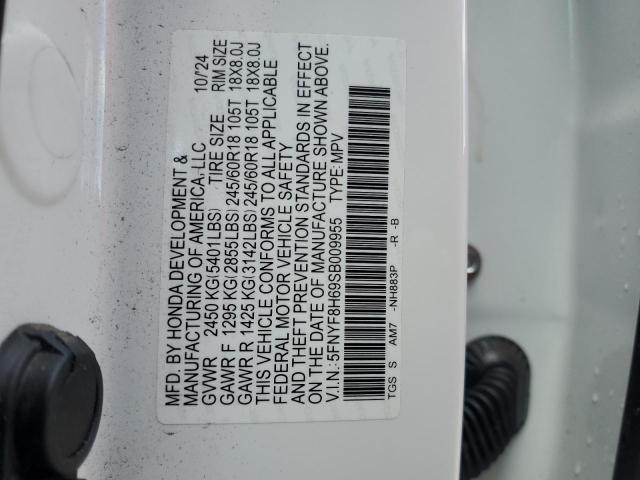 MFD. BY HONDA DEVELOPMENT &
MANUFACTURING OF AMERICA, LLC 10/'24
GVWR 2450 KG(5401LBS) TIRE SIZE RIM SIZE
GAWR F 1295 KG(2855LBS) 245/60R18 105T 18X8.0J
GAWR R 1425 KG(3142LBS) 245/60R18 105T 18X8.0J
THIS VEHICLE CONFORMS TO ALL APPLICABLE
FEDERAL MOTOR VEHICLE SAFETY
AND THEFT PREVENTION STANDARDS IN EFFECT
ON THE DATE OF MANUFACTURE SHOWN ABOVE.
V.I.N.:5FNYF8H69SB009955 TYPE:MPV
TGS S AM7 -NH883P -R -B